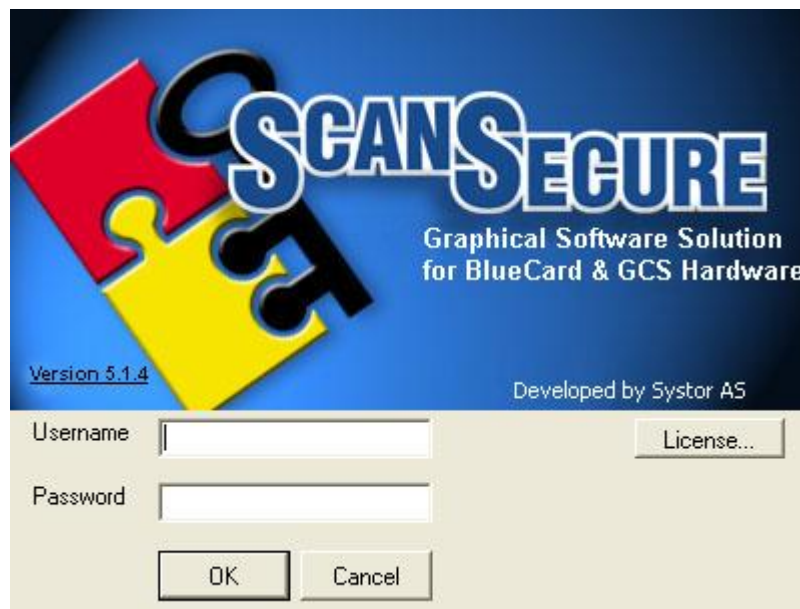 SCANSECURE
Graphical Software Solution
for BlueCard & GCS Hardware
Version 5.1.4
Developed by Systor AS
Username
License...
Password
OK
Cancel